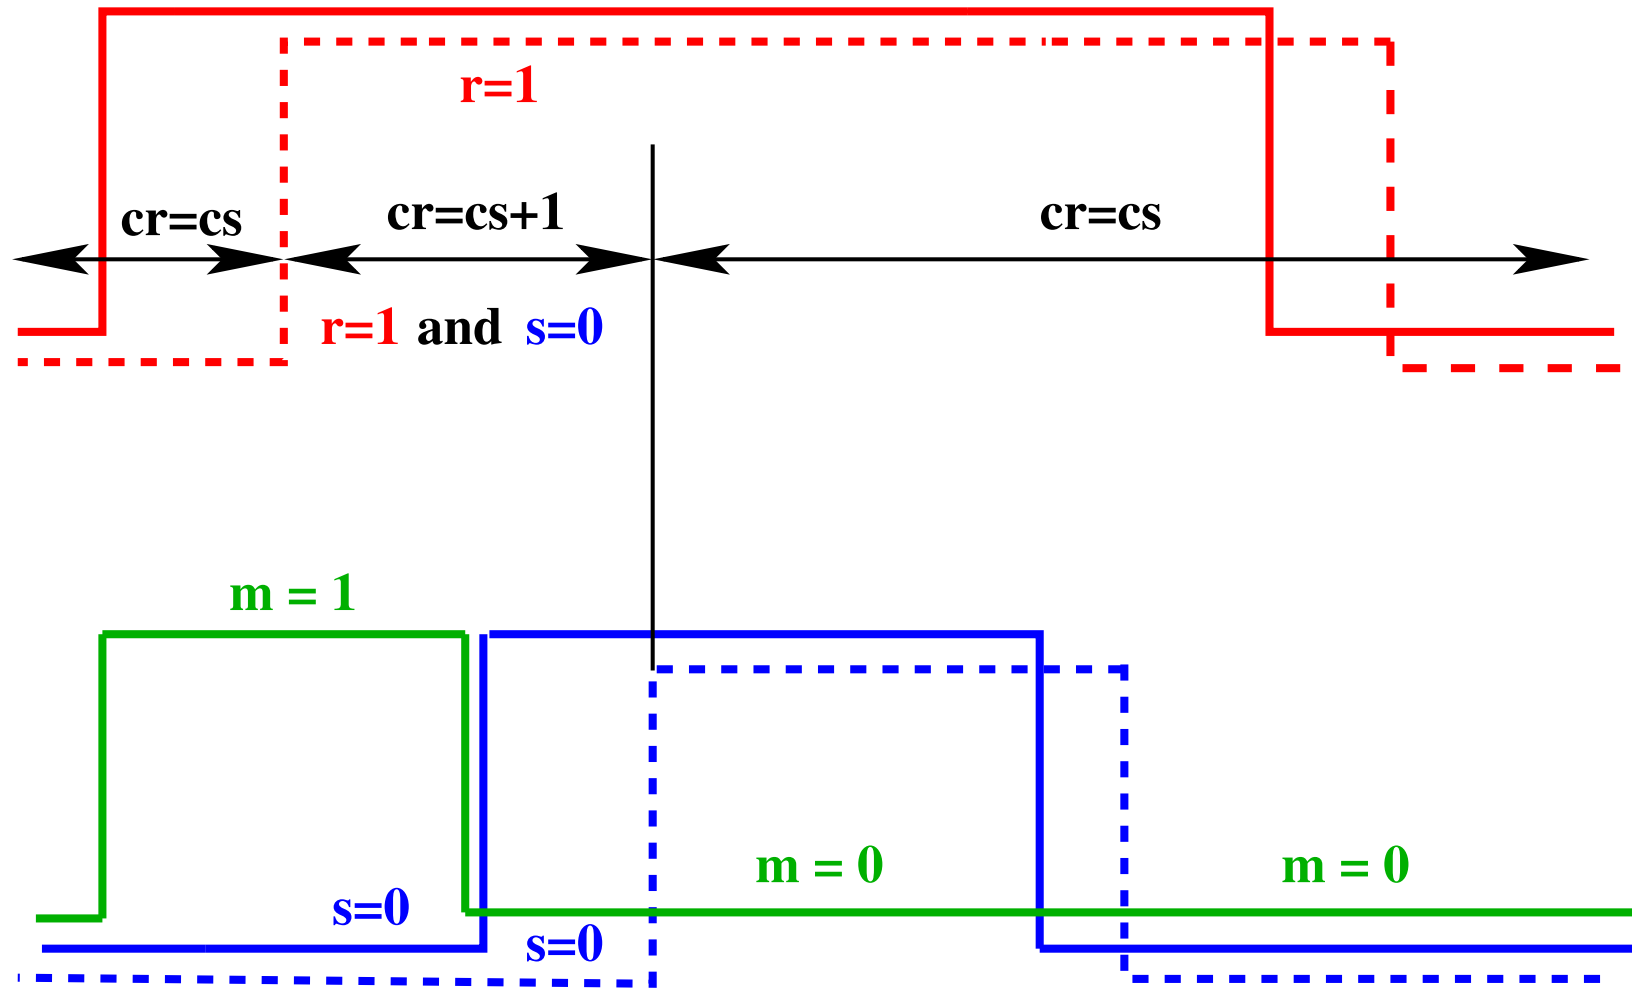 r=1
cr=cs cr=cs+1 cr=cs
r=1 and s=0
m = 1
m = 0 m = 0
s=0
s=0